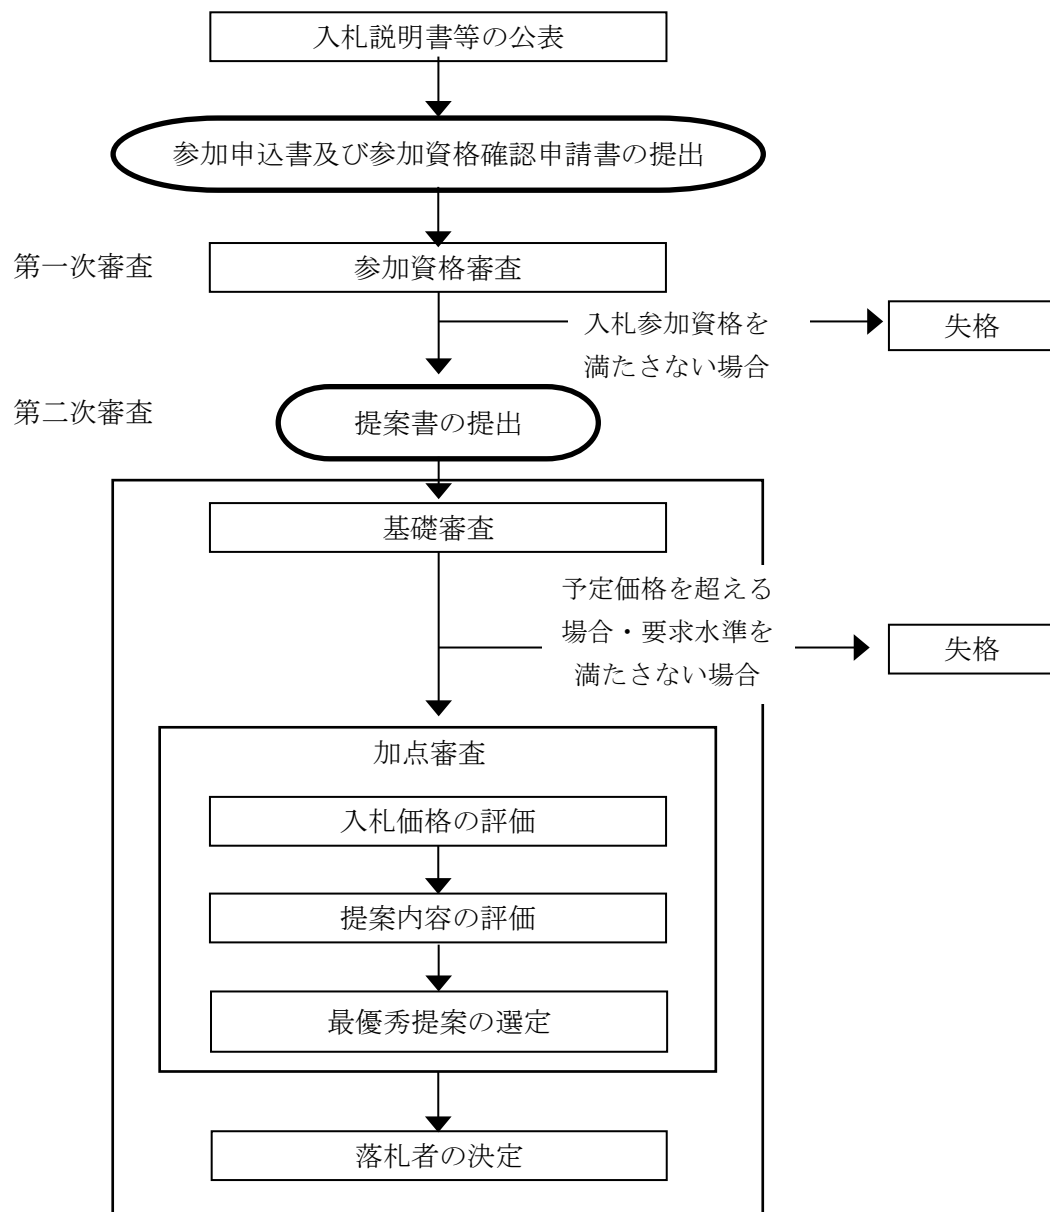 入札説明書等の公表
参加申込書及び参加資格確認申請書の提出
第一次審査
参加資格審査
入札参加資格を
満たさない場合
失格
第二次審査
提案書の提出
基礎審査
予定価格を超える
場合・要求水準を
満たさない場合
失格
加点審査
入札価格の評価
提案内容の評価
最優秀提案の選定
落札者の決定